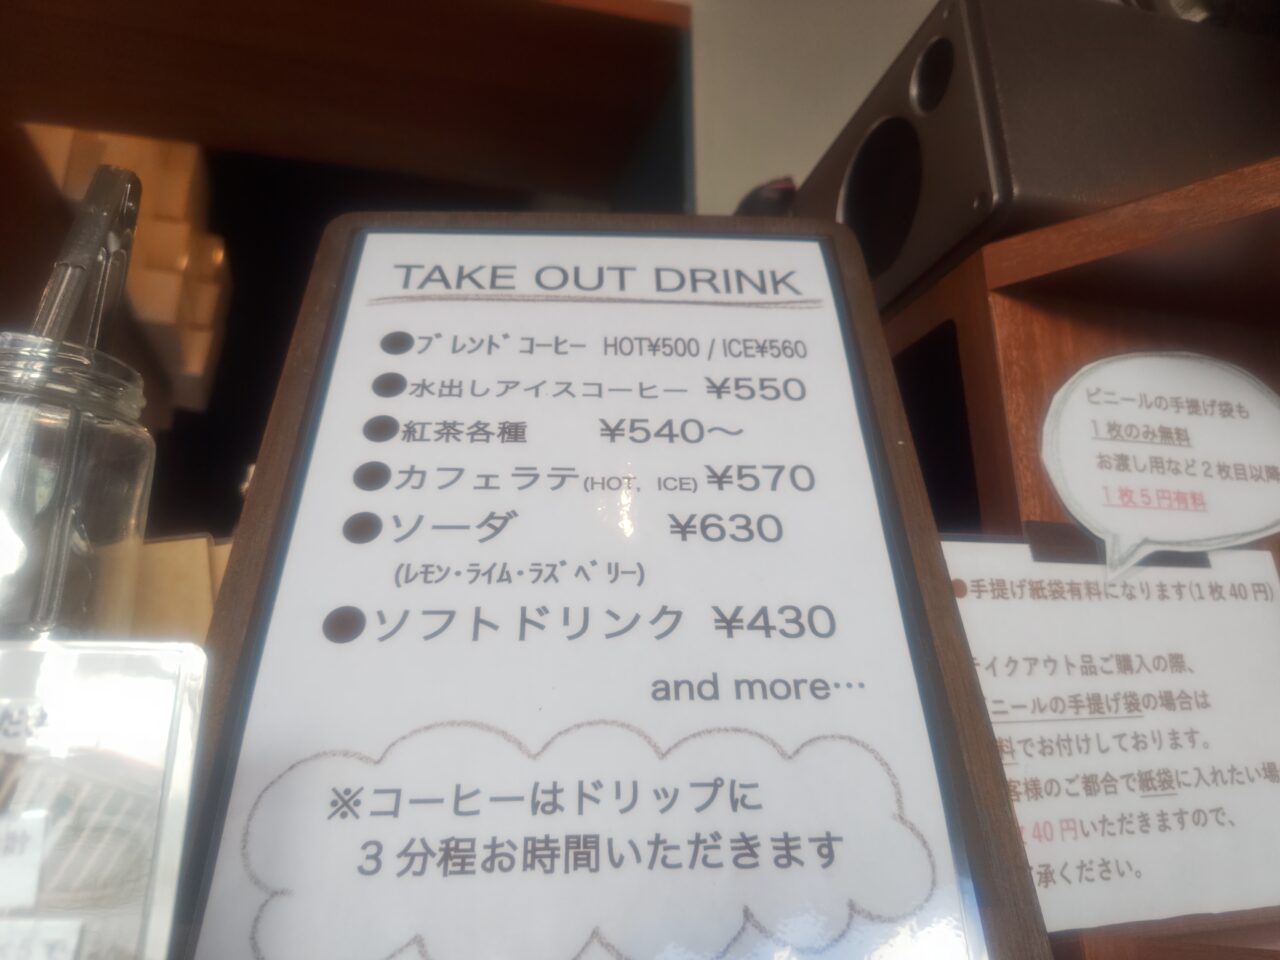 TAKE OUT DRINK
●ブレンドコーヒー HOT¥500 / ICE¥560
●水出しアイスコーヒー ¥550
●紅茶各種 ¥540〜
●カフェラテ(HOT, ICE) ¥570
●ソーダ ¥630
(レモン・ライム・ラズベリー)
●ソフトドリンク ¥430
and more…
※コーヒーはドリップに
3分程お時間いただきます
ビニールの手提げ袋も
1枚のみ無料
お渡し用など2枚目以降
1枚5円有料
●手提げ紙袋有料になります(1枚40円)
イクアウト品ご購入の際、
ニールの手提げ袋の場合は
料でお付けしております。
客様のご都合で紙袋に入れたい場
40円いただきますので、
承ください。